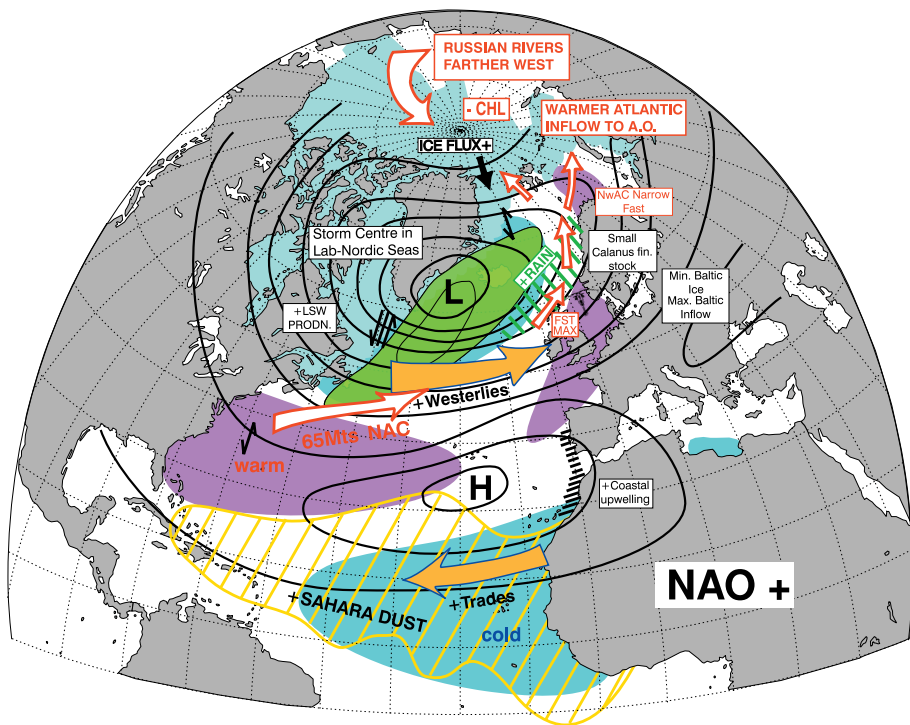 RUSSIAN RIVERS
FARTHER WEST
- CHL
WARMER ATLANTIC
INFLOW TO A.O.
ICE FLUX+
NwAC Narrow
Fast
Storm Centre in
Lab-Nordic Seas
Small
Calanus fin.
stock
+RAIN
Min. Baltic
Ice
Max. Baltic
Inflow
L
+LSW
PRODN.
FST
MAX
+Westerlies
65Mts NAC
warm
H
+Coastal
upwelling
NAO +
+SAHARA DUST
+Trades
cold